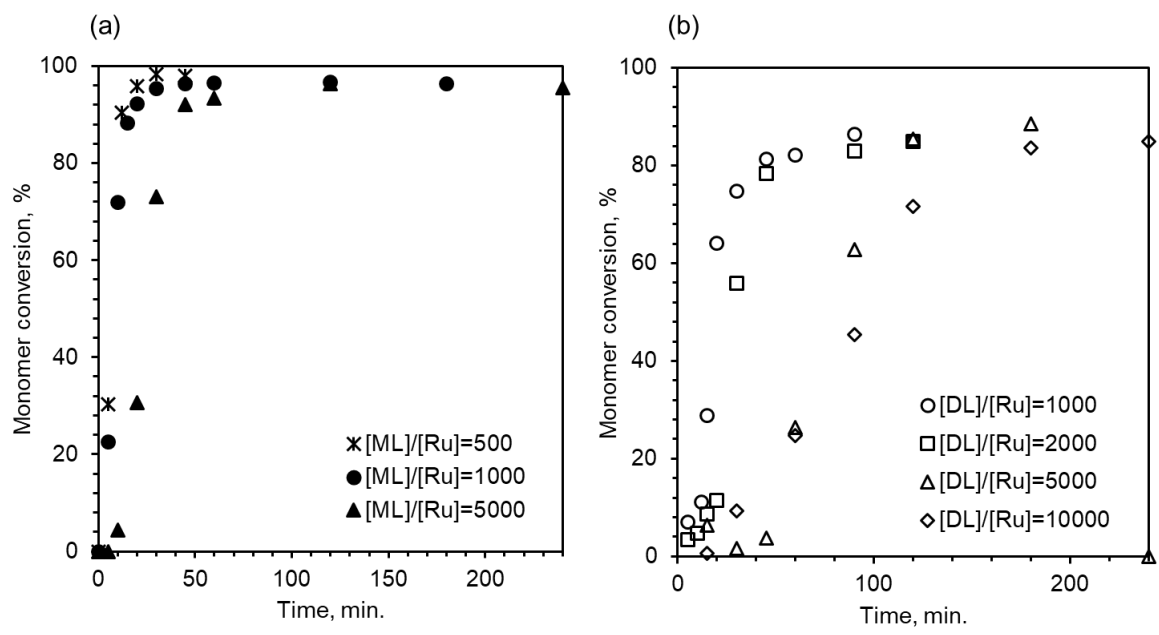 (a)
(b)
100
80
60
40
20
0
Monomer conversion, %
0
50
100
150
200
Time, min.
[ML]/[Ru]=500
[ML]/[Ru]=1000
[ML]/[Ru]=5000
100
80
60
40
20
0
Monomer conversion, %
0
100
200
Time, min.
[DL]/[Ru]=1000
[DL]/[Ru]=2000
[DL]/[Ru]=5000
[DL]/[Ru]=10000